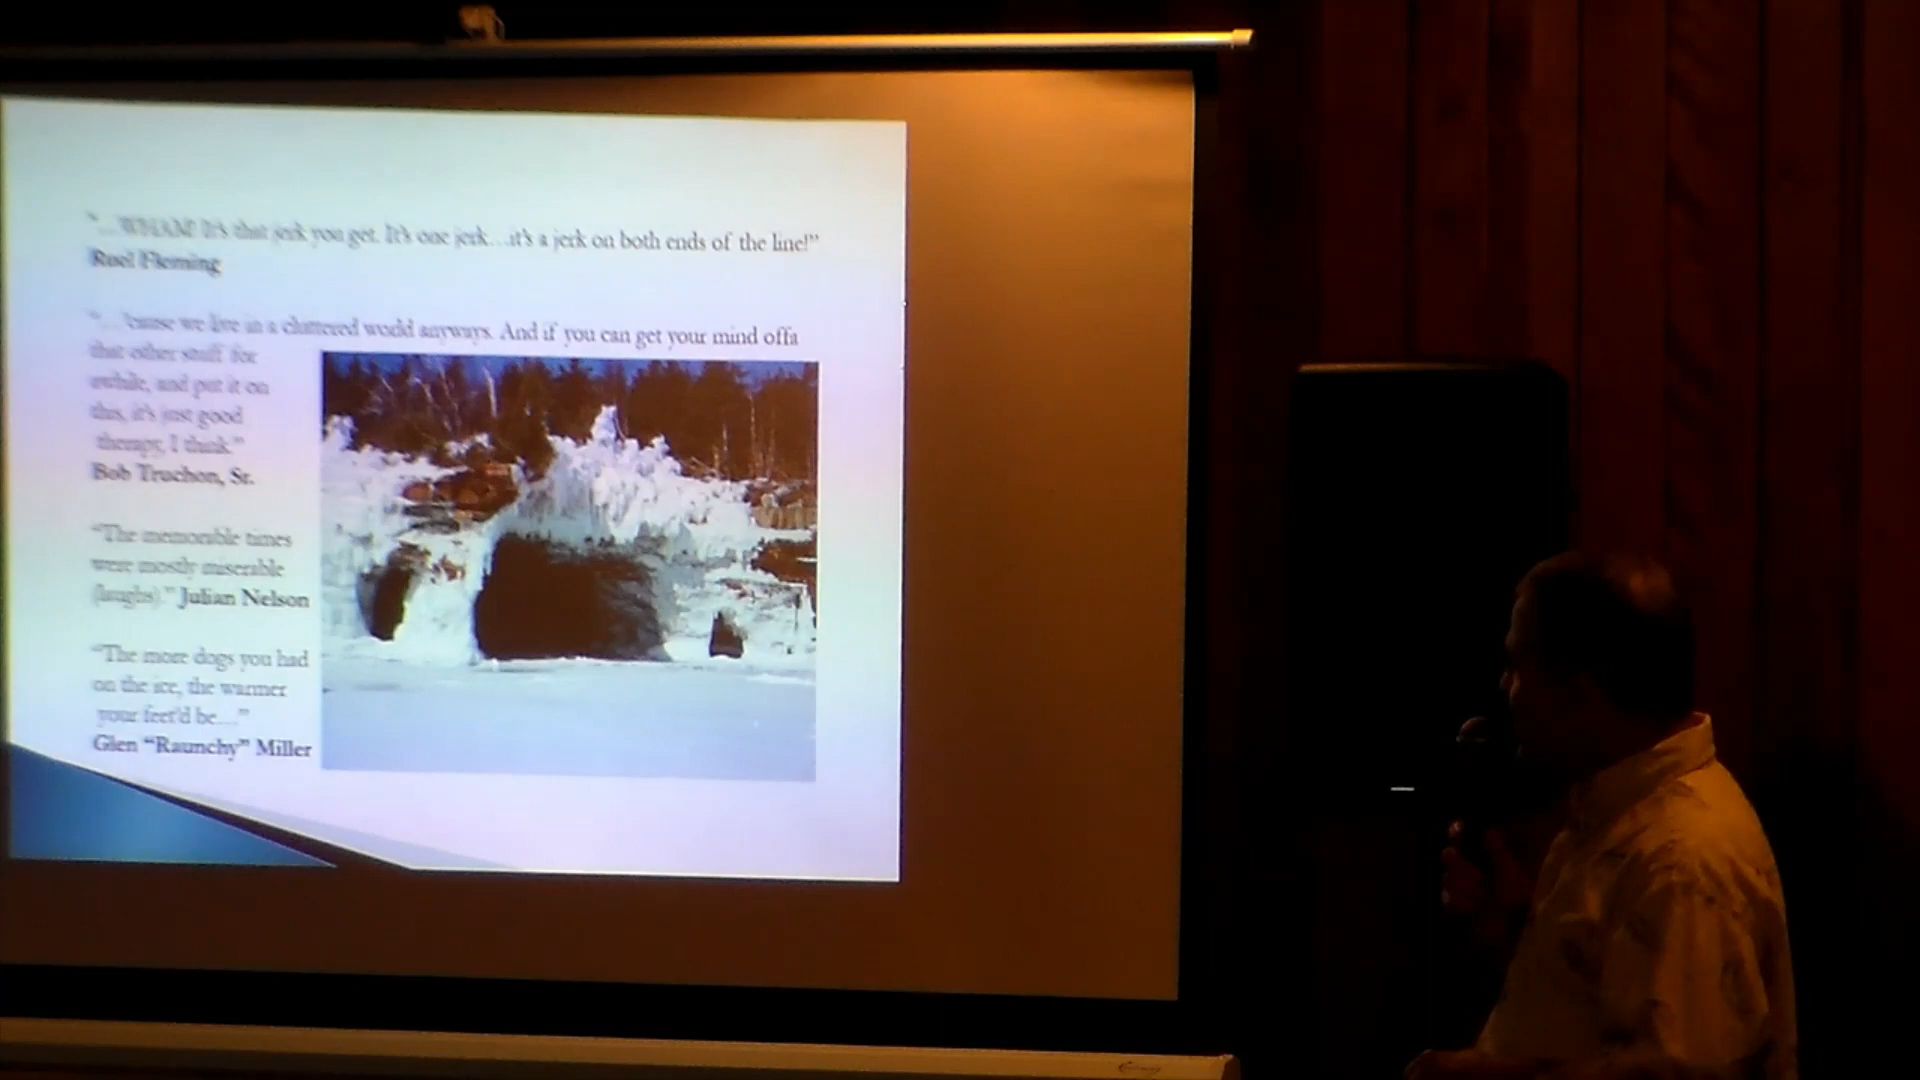 "... WHAM! It's that jerk you get. It's one jerk...it's a jerk on both ends of the line!"
Ruel Fleming
"... 'cause we live in a cluttered world anyways. And if you can get your mind offa
that other stuff for
awhile, and put it on
this, it's just good
therapy, I think."
Bob Truchon, Sr.
"The memorable times
were mostly miserable
(laughs)." Julian Nelson
"The more dogs you had
on the ice, the warmer
your feet'd be...."
Glen "Raunchy" Miller